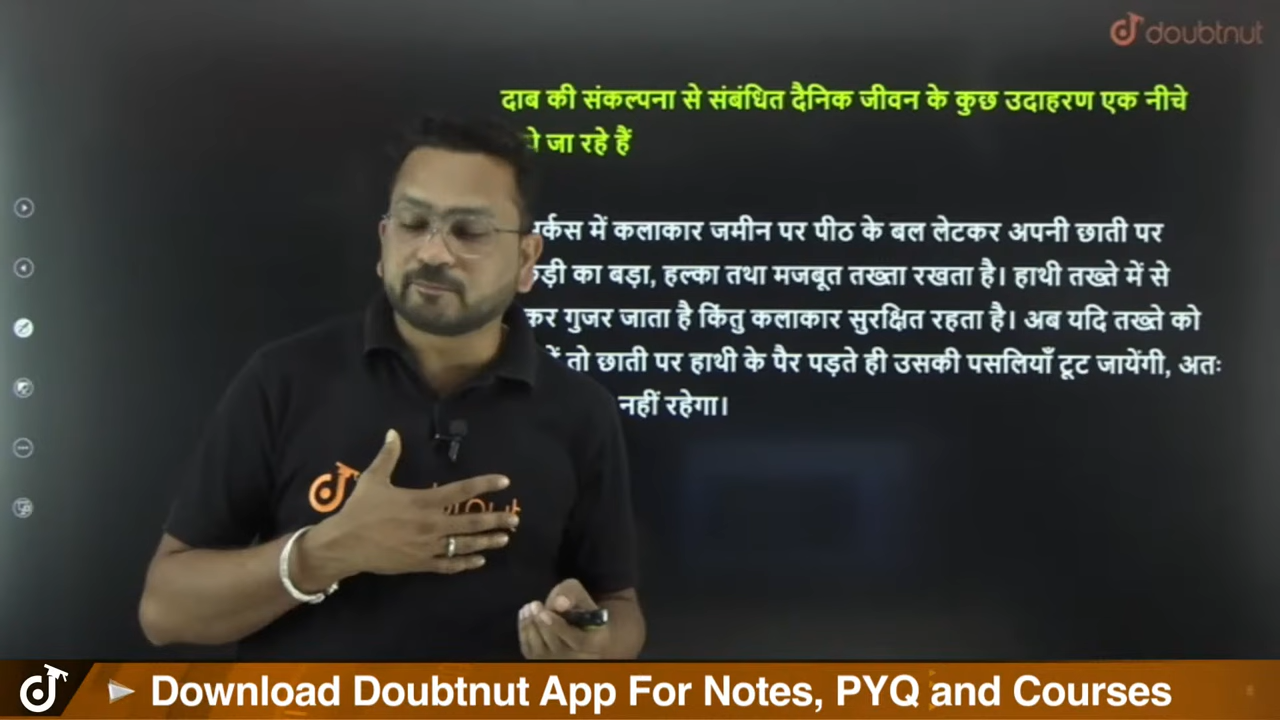 doubtnut
दाब की संकल्पना से संबंधित दैनिक जीवन के कुछ उदाहरण एक नीचे
जा रहे हैं
में कलाकार जमीन पर पीठ के बल लेटकर अपनी छाती पर
का बड़ा, हल्का तथा मजबूत तख्ता रखता है। हाथी तख्ते में से
गुजर जाता है किंतु कलाकार सुरक्षित रहता है। अब यदि तख्ते को
तो छाती पर हाथी के पैर पड़ते ही उसकी पसलियाँ टूट जायेंगी, अतः
नहीं रहेगा।
Download Doubtnut App For Notes, PYQ and Courses